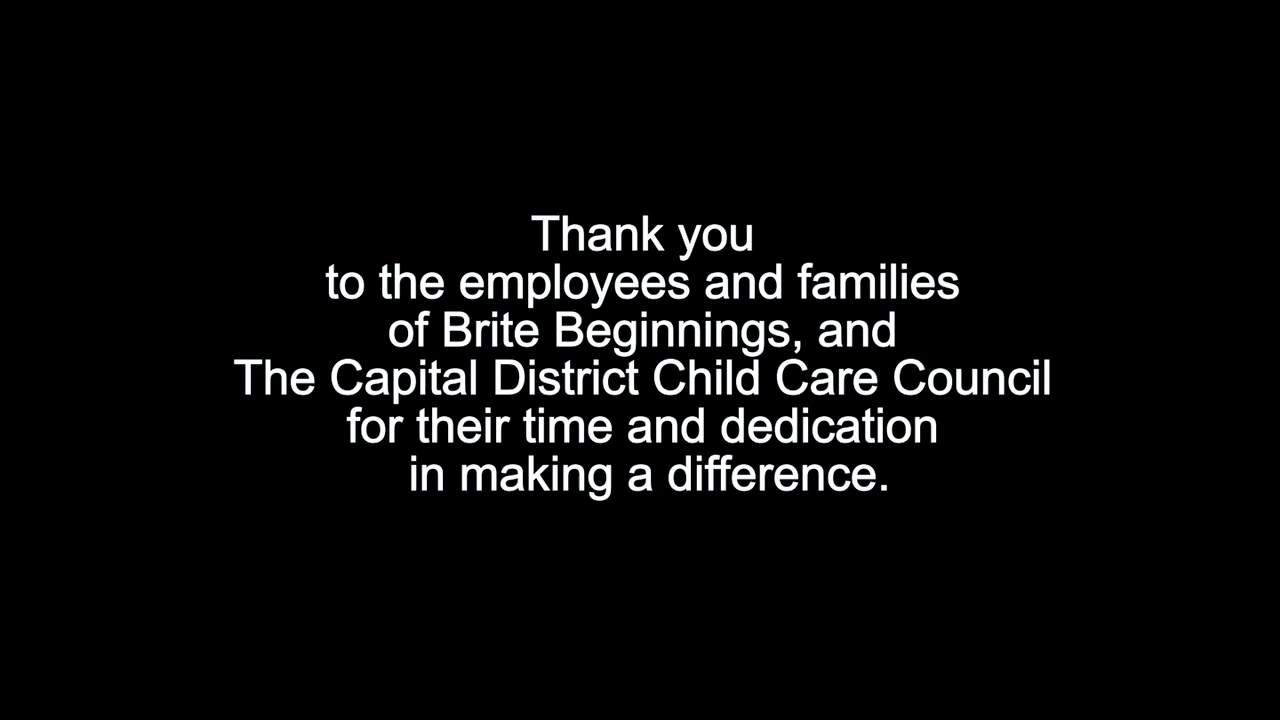 Thank you
to the employees and families
of Brite Beginnings, and
The Capital District Child Care Council
for their time and dedication
in making a difference.